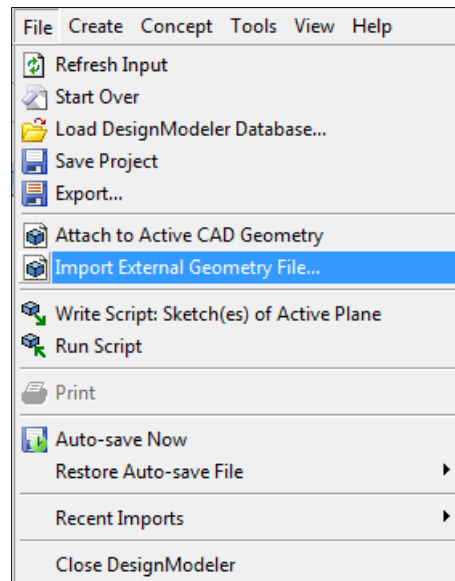 File Create Concept Tools View Help
Refresh Input
Start Over
Load DesignModeler Database...
Save Project
Export...
Attach to Active CAD Geometry
Import External Geometry File...
Write Script: Sketch(es) of Active Plane
Run Script
Print
Auto-save Now
Restore Auto-save File
Recent Imports
Close DesignModeler